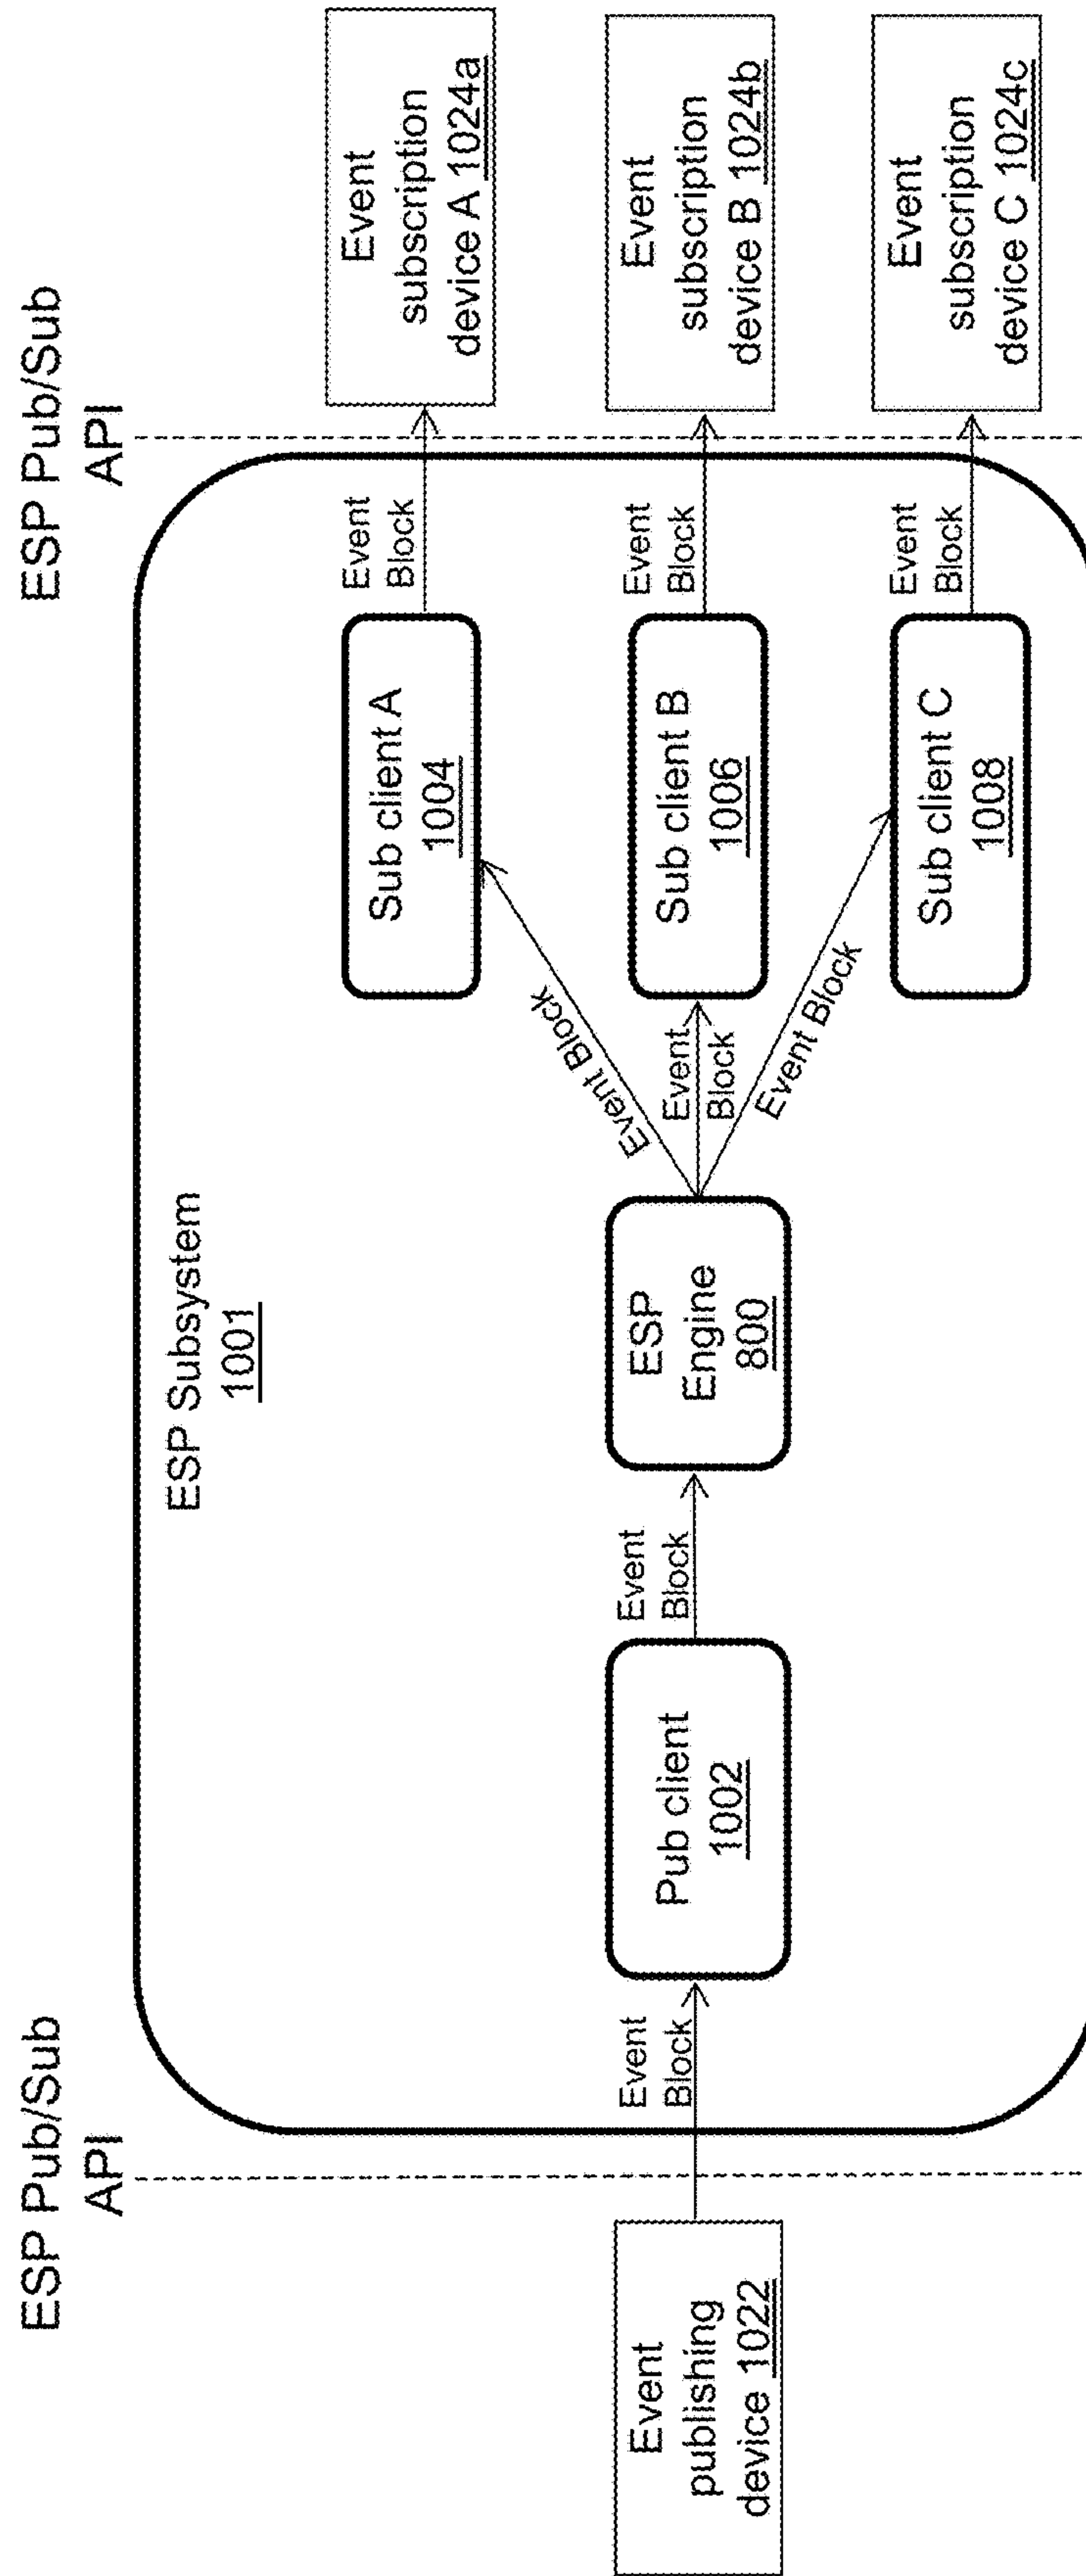 ESP Pub/Sub
API
ESP Pub/Sub
API
ESP Subsystem
1001
Event
publishing
device 1022
Event
Block
Pub client
1002
Event
Block
ESP
Engine
800
Event Block
Event
Block
Event Block
Sub client A
1004
Sub client B
1006
Sub client C
1008
Event
Block
Event
Block
Event
Block
Event
subscription
device A 1024a
Event
subscription
device B 1024b
Event
subscription
device C 1024c